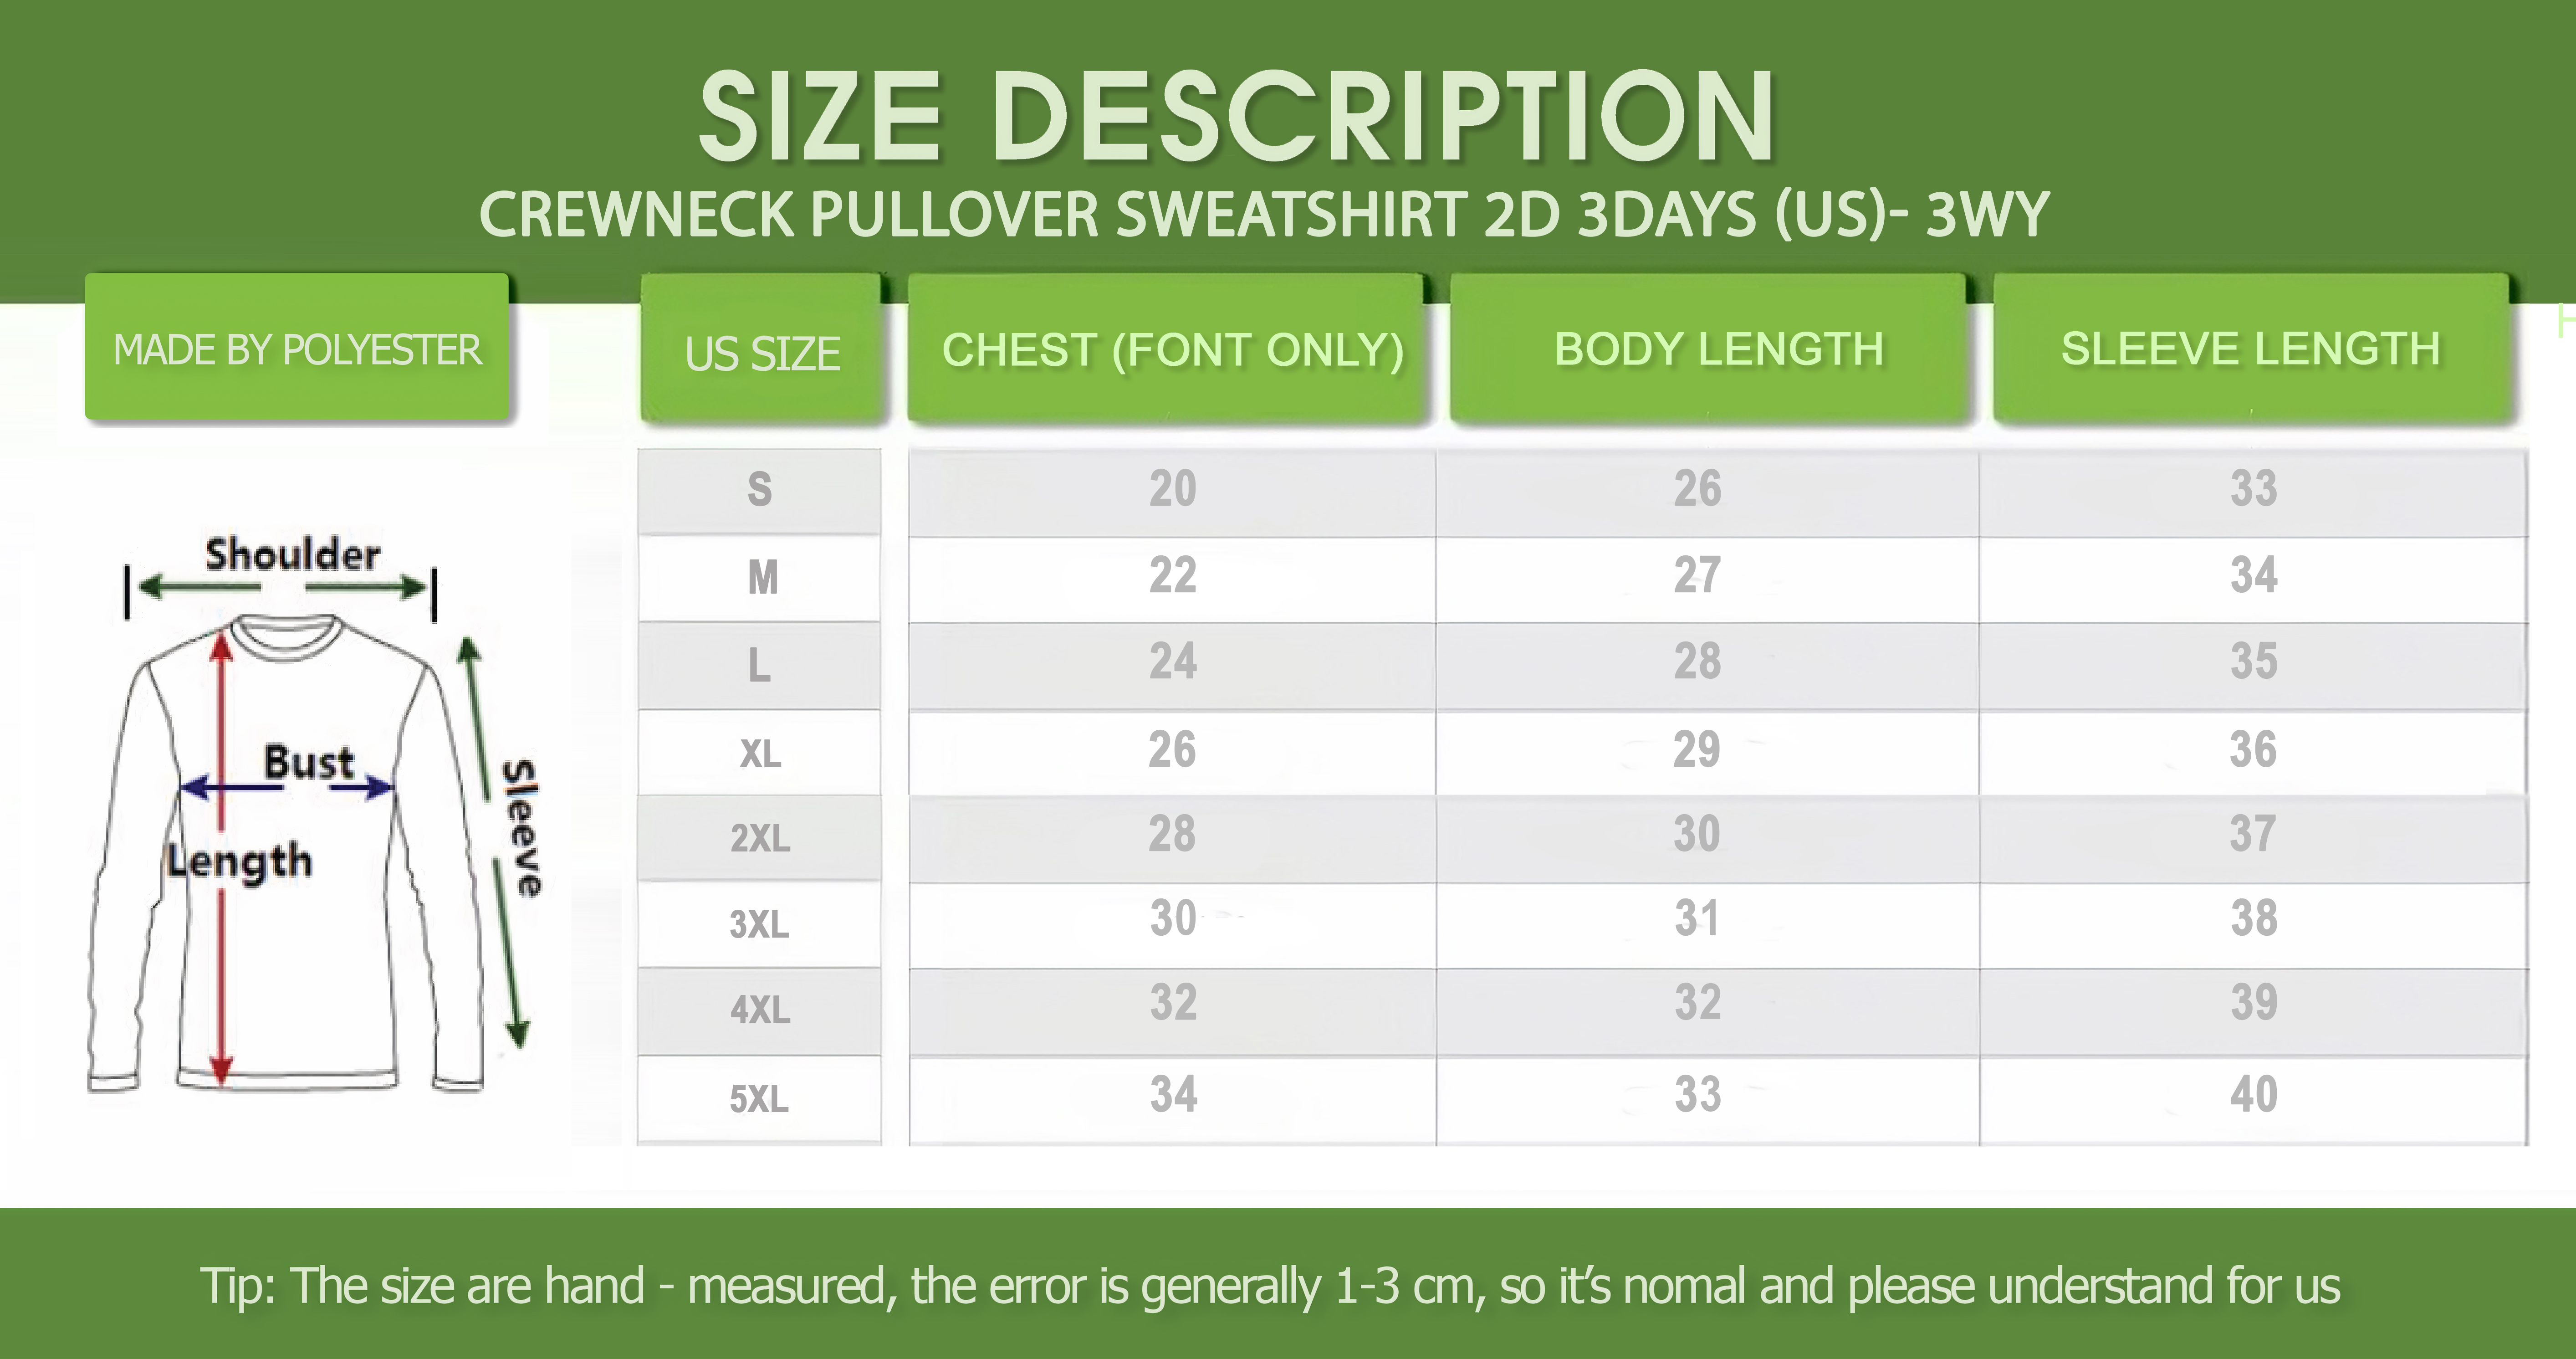 SIZE DESCRIPTION
CREWNECK PULLOVER SWEATSHIRT 2D 3DAYS (US)- 3WY
MADE BY POLYESTER
US SIZE CHEST (FONT ONLY) BODY LENGTH SLEEVE LENGTH
S 20 26 33
M 22 27 34
L 24 28 35
XL 26 29 36
2XL 28 30 37
3XL 30 31 38
4XL 32 32 39
5XL 34 33 40
Shoulder
Bust
Length
Sleeve
Tip: The size are hand - measured, the error is generally 1-3 cm, so it's nomal and please understand for us